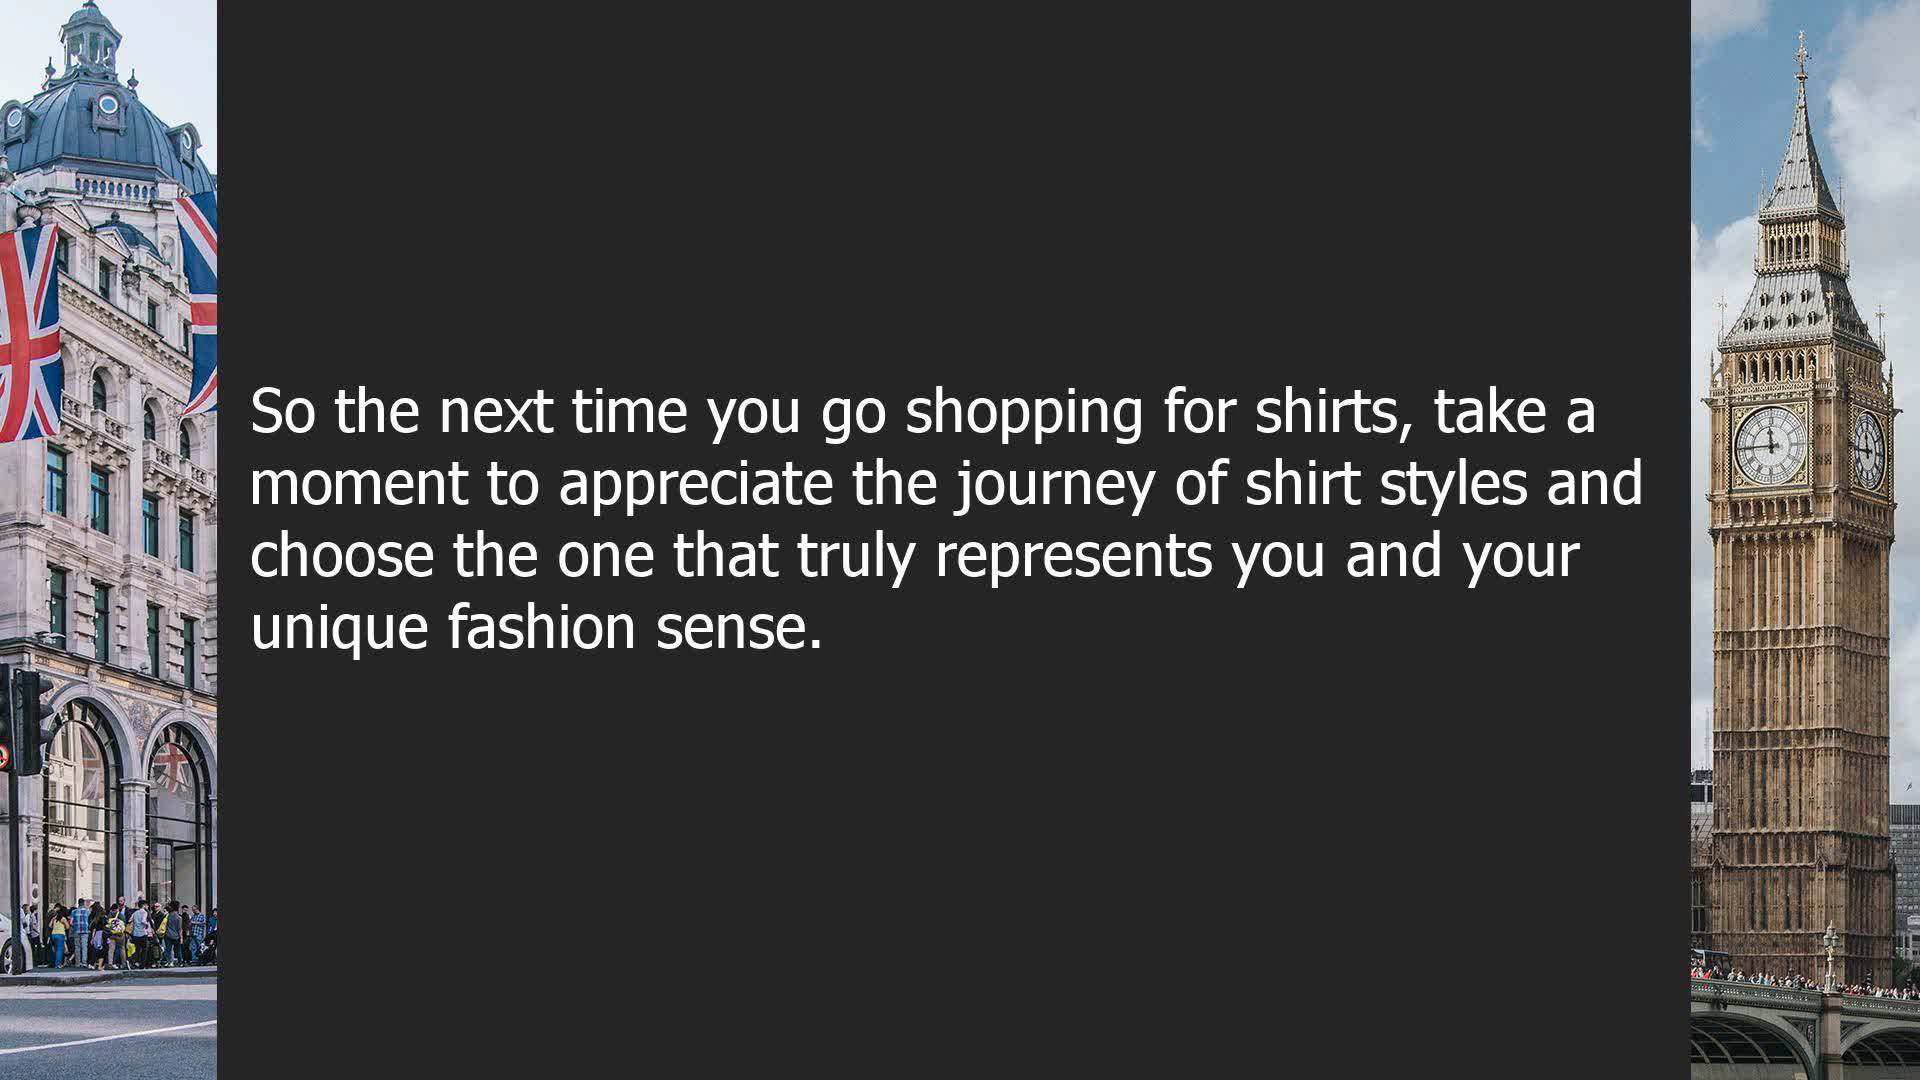 So the next time you go shopping for shirts, take a
moment to appreciate the journey of shirt styles and
choose the one that truly represents you and your
unique fashion sense.